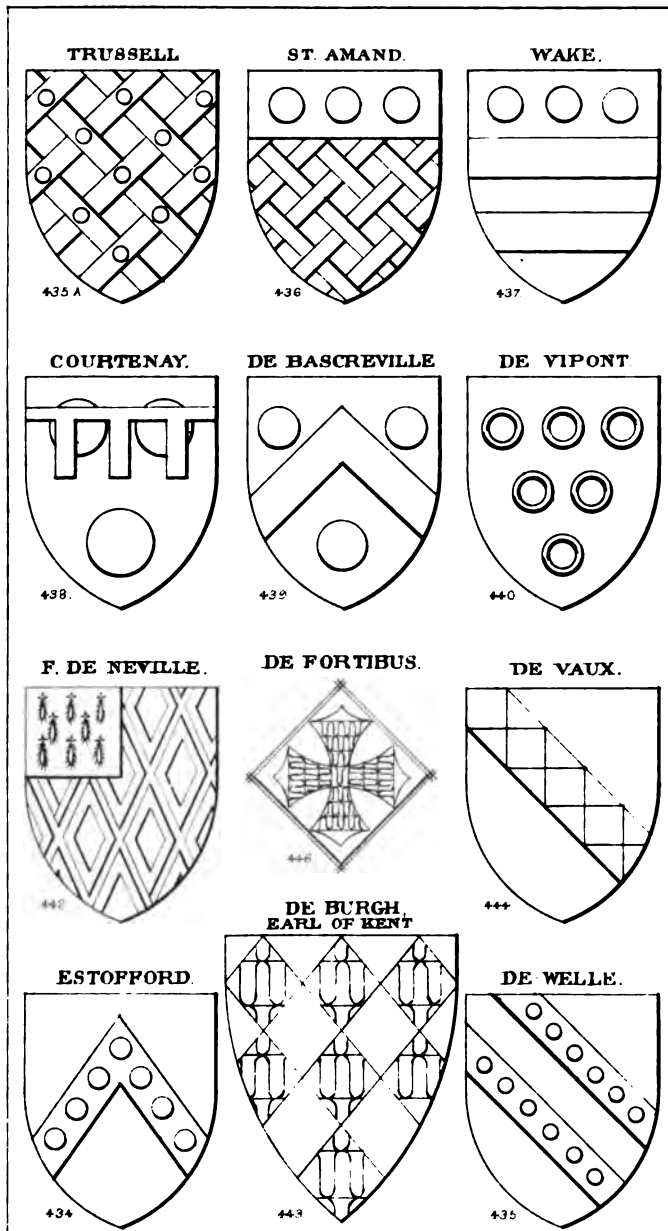 TRUSSELL
ST. AMAND.
WAKE.
435 A
436
437
COURTENAY.
DE BASCREVILLE
DE VIPONT.
438.
439
440
F. DE NEVILLE.
DE FORTIBUS.
DE VAUX.
446
444
DE BURGH,
EARL OF KENT
ESTOFFORD.
DE WELLE.
434
443
435